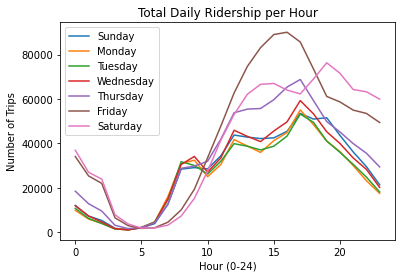 Total Daily Ridership per Hour
Number of Trips
80000
60000
40000
20000
0
Sunday
Monday
Tuesday
Wednesday
Thursday
Friday
Saturday
0 5 10 15 20
Hour (0-24)